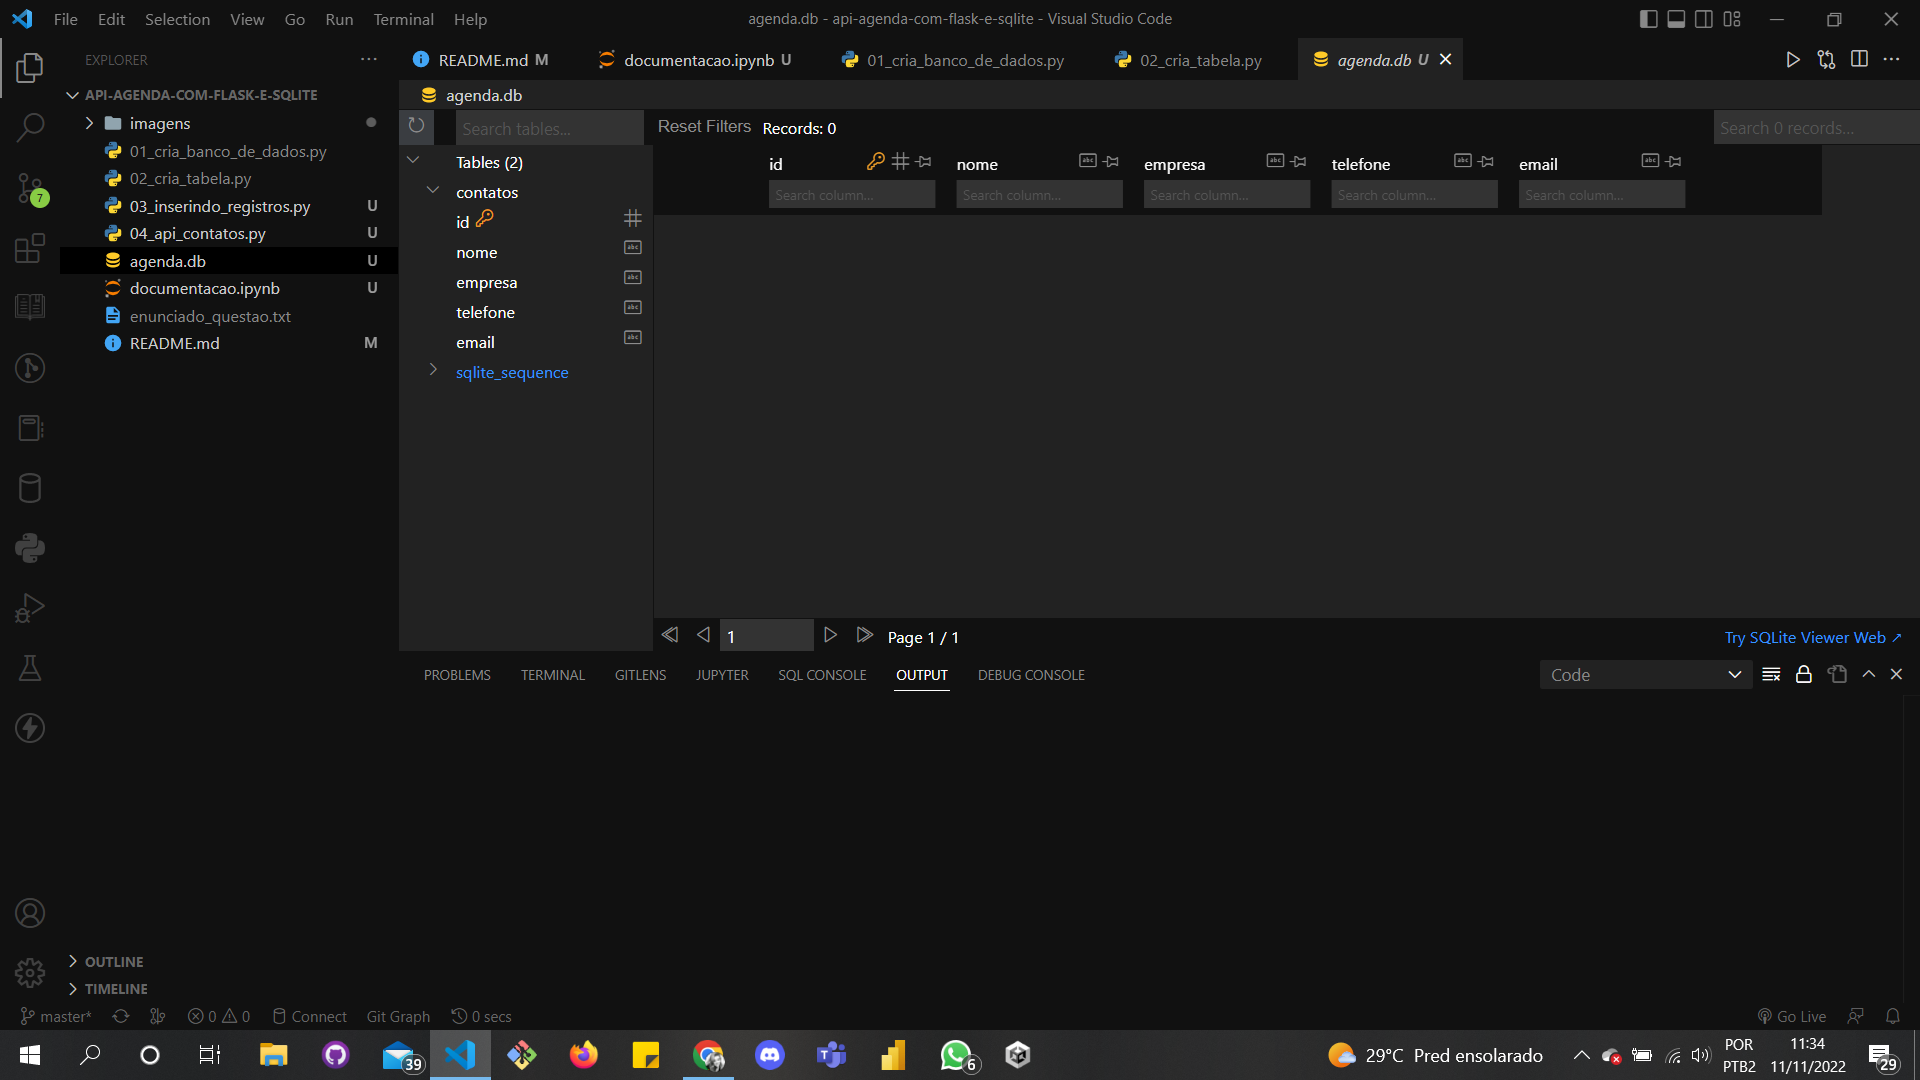 File Edit Selection View Go Run Terminal Help
agenda.db - api-agenda-com-flask-e-sqlite - Visual Studio Code
EXPLORER
API-AGENDA-COM-FLASK-E-SQLITE
imagens
01_cria_banco_de_dados.py
02_cria_tabela.py
03_inserindo_registros.py U
04_api_contatos.py U
agenda.db U
documentacao.ipynb U
enunciado_questao.txt
README.md M
7
OUTLINE
TIMELINE
README.md M documentacao.ipynb U 01_cria_banco_de_dados.py 02_cria_tabela.py agenda.db U
agenda.db
Search tables... Reset Filters Records: 0 Search 0 records...
Tables (2)
contatos
id
nome
empresa
telefone
email
sqlite_sequence
id nome empresa telefone email
Search column... Search column... Search column... Search column... Search column...
1 Page 1 / 1 Try SQLite Viewer Web ↗
PROBLEMS TERMINAL GITLENS JUPYTER SQL CONSOLE OUTPUT DEBUG CONSOLE Code
master* 0 0 Connect Git Graph 0 secs Go Live
39 6 29°C Pred ensolarado POR PTB2 11:34 11/11/2022 29